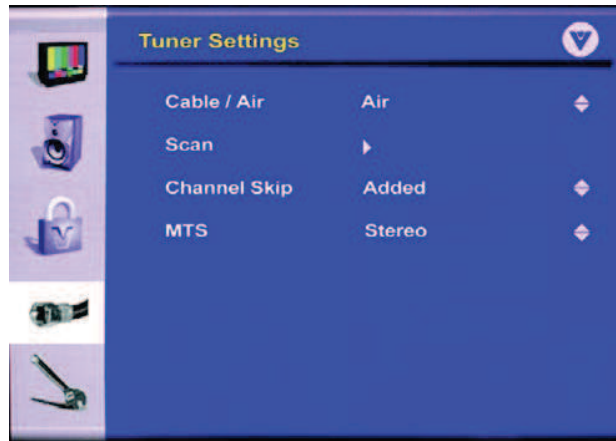 Tuner Settings
Cable / Air Air
Scan
Channel Skip Added
MTS Stereo